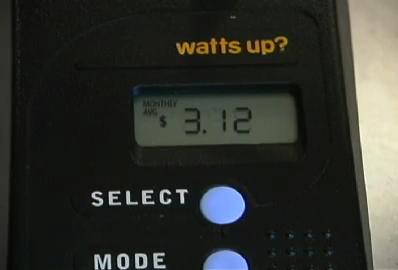 watts up?
MONTHLY
AVG
$ 3.12
SELECT
MODE